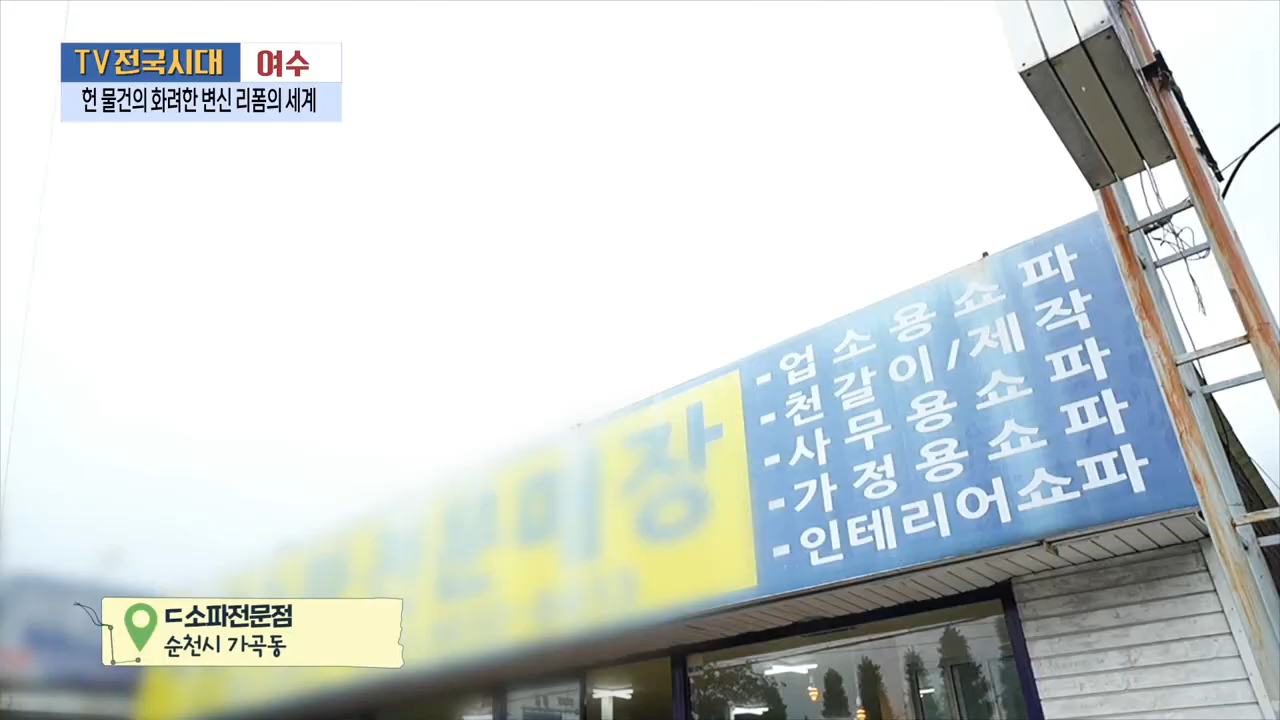 TV전국시대 여수
헌 물건의 화려한 변신 리폼의 세계
-업소용쇼파
-천갈이/제작
-사무용쇼파
-가정용쇼파
-인테리어쇼파
ㄷ소파전문점
순천시 가곡동